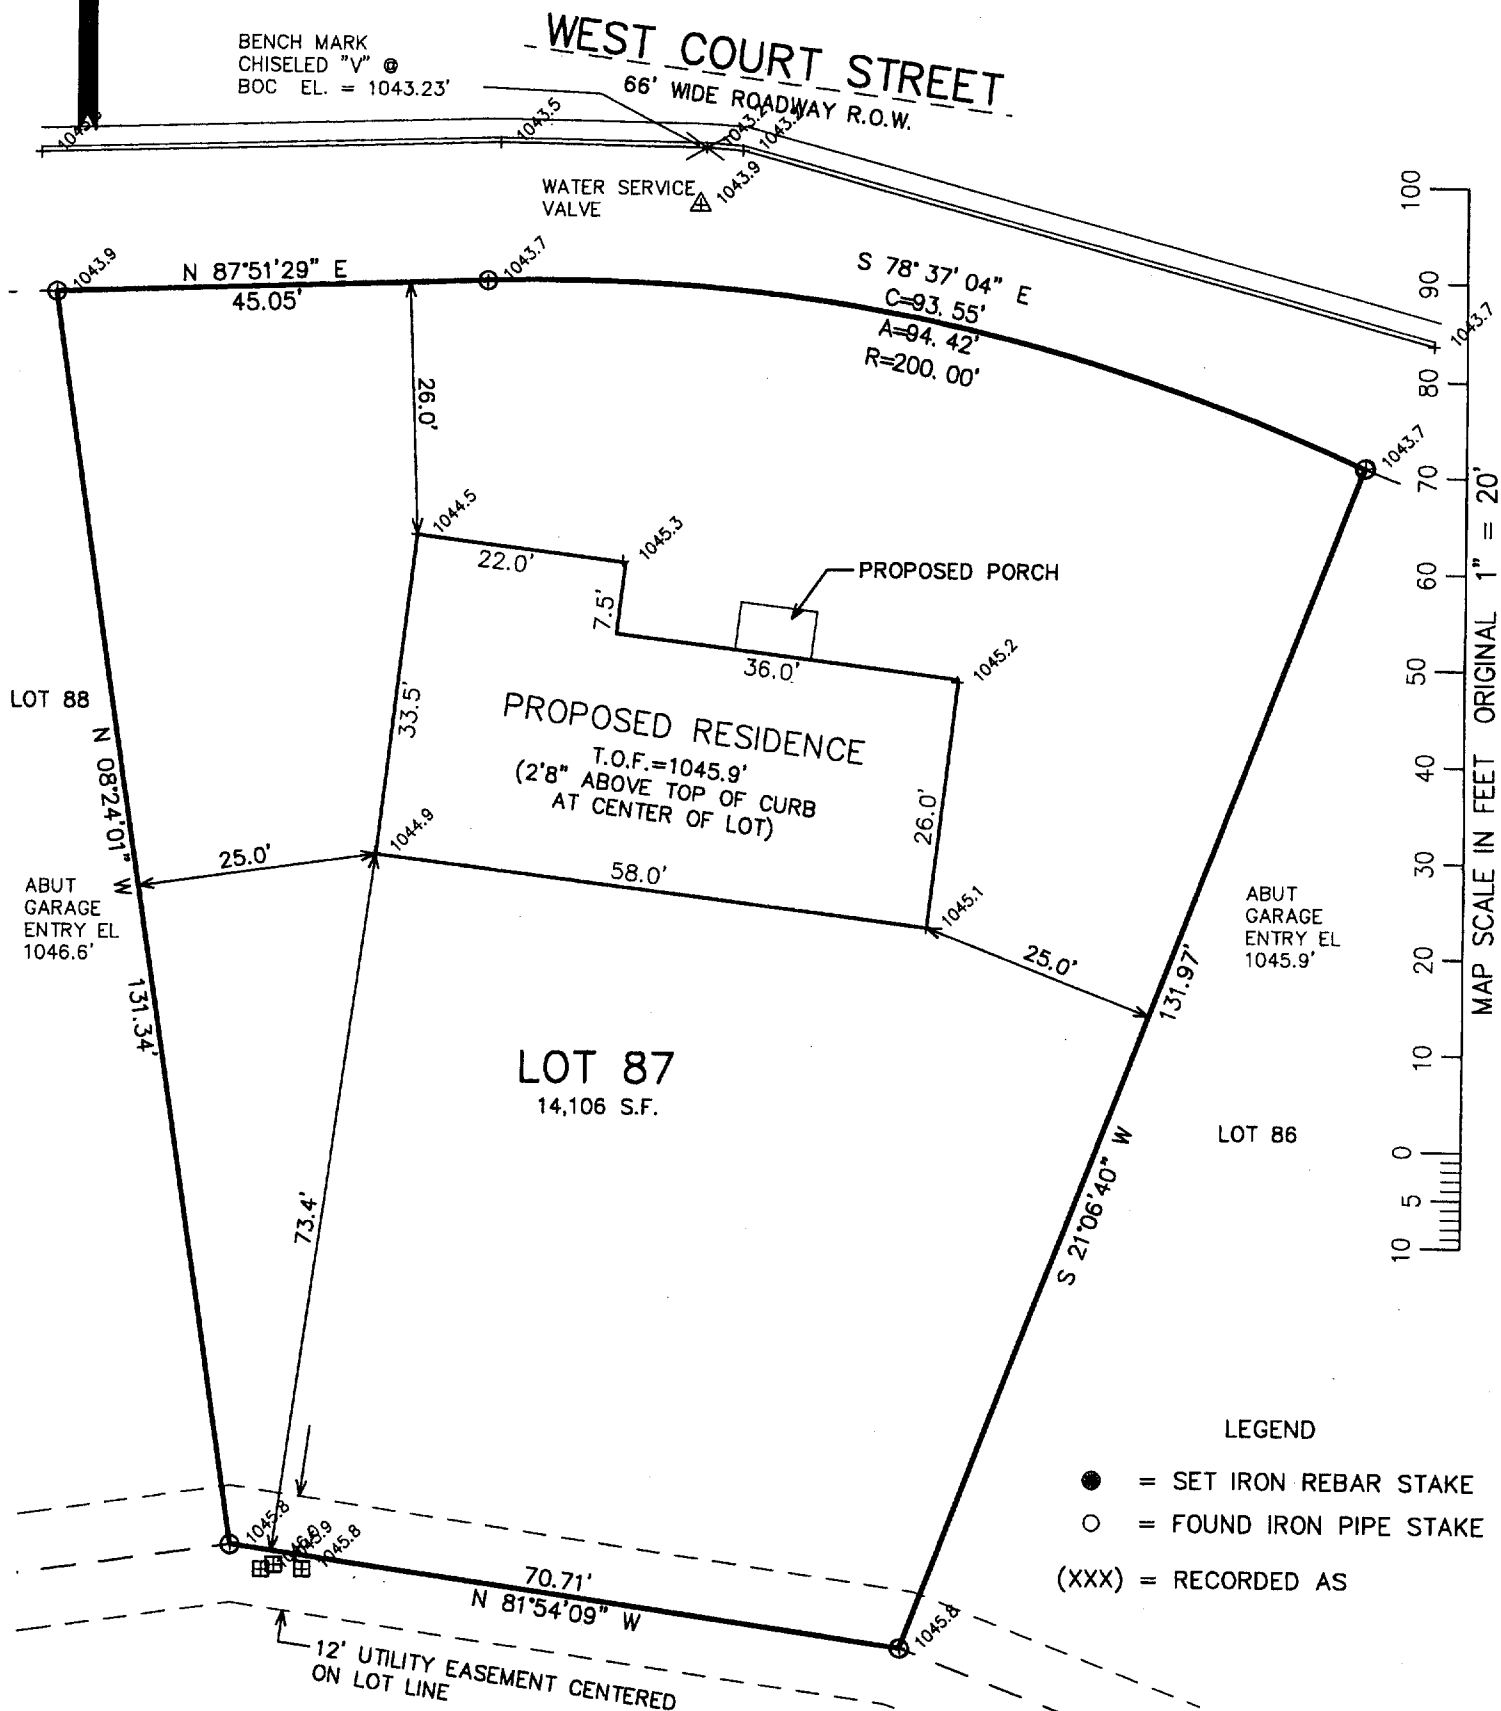 BENCH MARK
CHISELED "V" @
BOC EL. = 1043.23'
WEST COURT STREET
66' WIDE ROADWAY R.O.W.
1043.5
1043.2
1043.9
WATER SERVICE
VALVE
1043.9
N 87°51'29" E
45.05'
1043.7
S 78°37'04" E
C=93.55'
A=94.42'
R=200.00'
1043.7
1043.7
26.0'
1044.5
22.0'
1045.3
7.5'
PROPOSED PORCH
36.0'
1045.2
LOT 88
33.5'
PROPOSED RESIDENCE
T.O.F.=1045.9'
(2'8" ABOVE TOP OF CURB
AT CENTER OF LOT)
26.0'
N 08°24'01" W
131.34'
25.0'
1044.9
58.0'
1045.1
25.0'
ABUT
GARAGE
ENTRY EL
1046.6'
ABUT
GARAGE
ENTRY EL
1045.9'
131.97'
S 21°06'40" W
LOT 87
14,106 S.F.
LOT 86
73.4'
1045.8
1046.0
1045.9
1045.8
70.71'
N 81°54'09" W
1045.8
12' UTILITY EASEMENT CENTERED
ON LOT LINE
100
90
80
70
60
50
40
30
20
10
0
5
10
MAP SCALE IN FEET ORIGINAL 1" = 20'
LEGEND
= SET IRON REBAR STAKE
= FOUND IRON PIPE STAKE
(XXX) = RECORDED AS